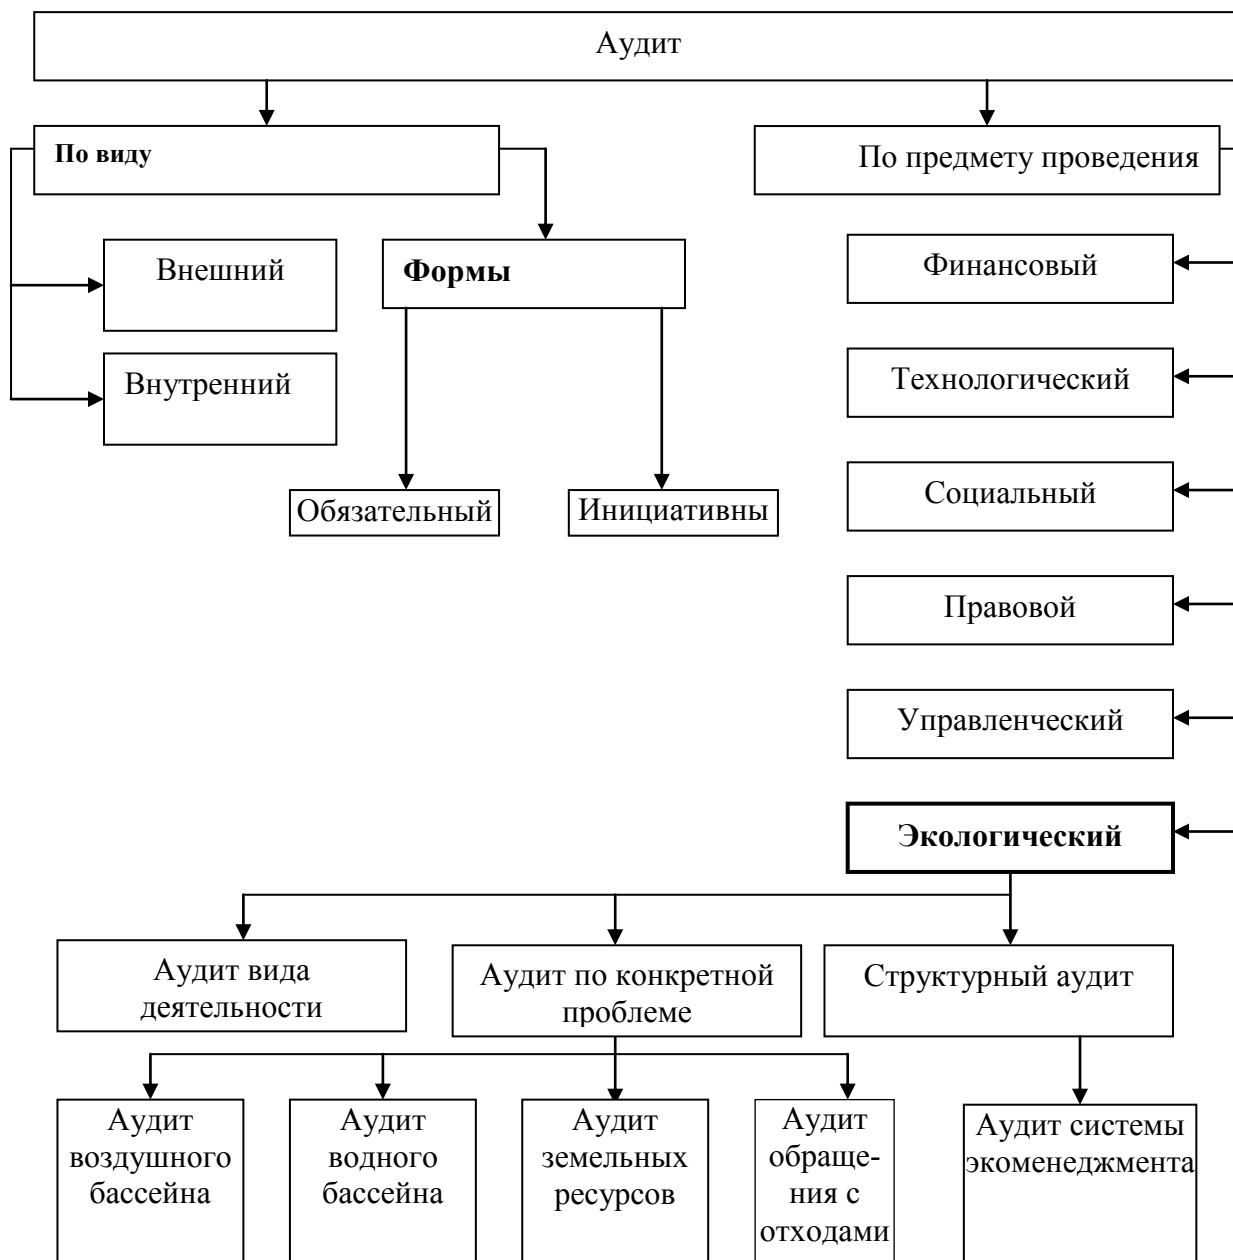 Аудит
По виду
По предмету проведения
Внешний
Формы
Финансовый
Внутренний
Технологический
Обязательный
Инициативны
Социальный
Правовой
Управленческий
Экологический
Аудит вида
деятельности
Аудит по конкретной
проблеме
Структурный аудит
Аудит
воздушного
бассейна
Аудит
водного
бассейна
Аудит
земельных
ресурсов
Аудит
обраще-
ния с
отходами
Аудит системы
экоменеджмента